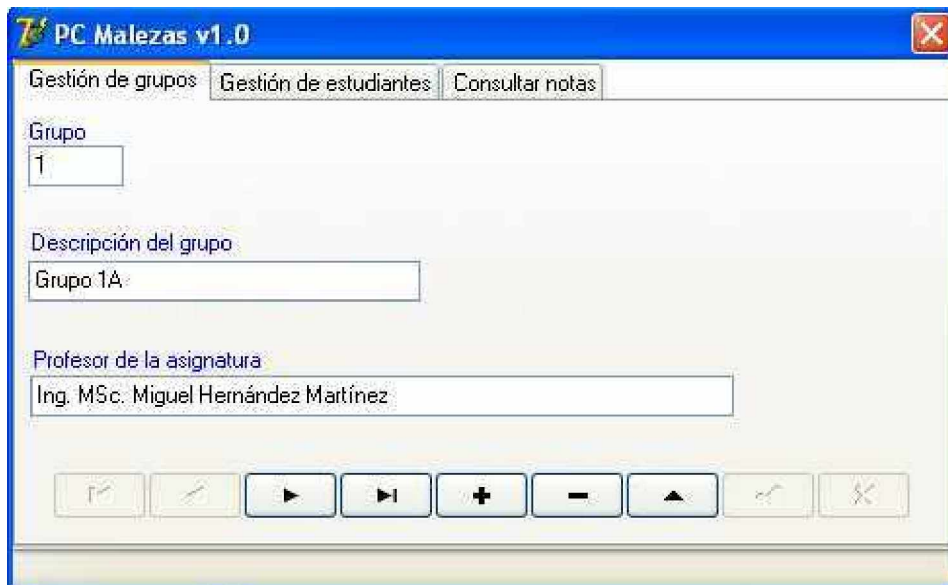 PC Malezas v1.0
Gestión de grupos Gestión de estudiantes Consultar notas
Grupo
1
Descripción del grupo
Grupo 1A
Profesor de la asignatura
Ing. MSc. Miguel Hernández Martínez